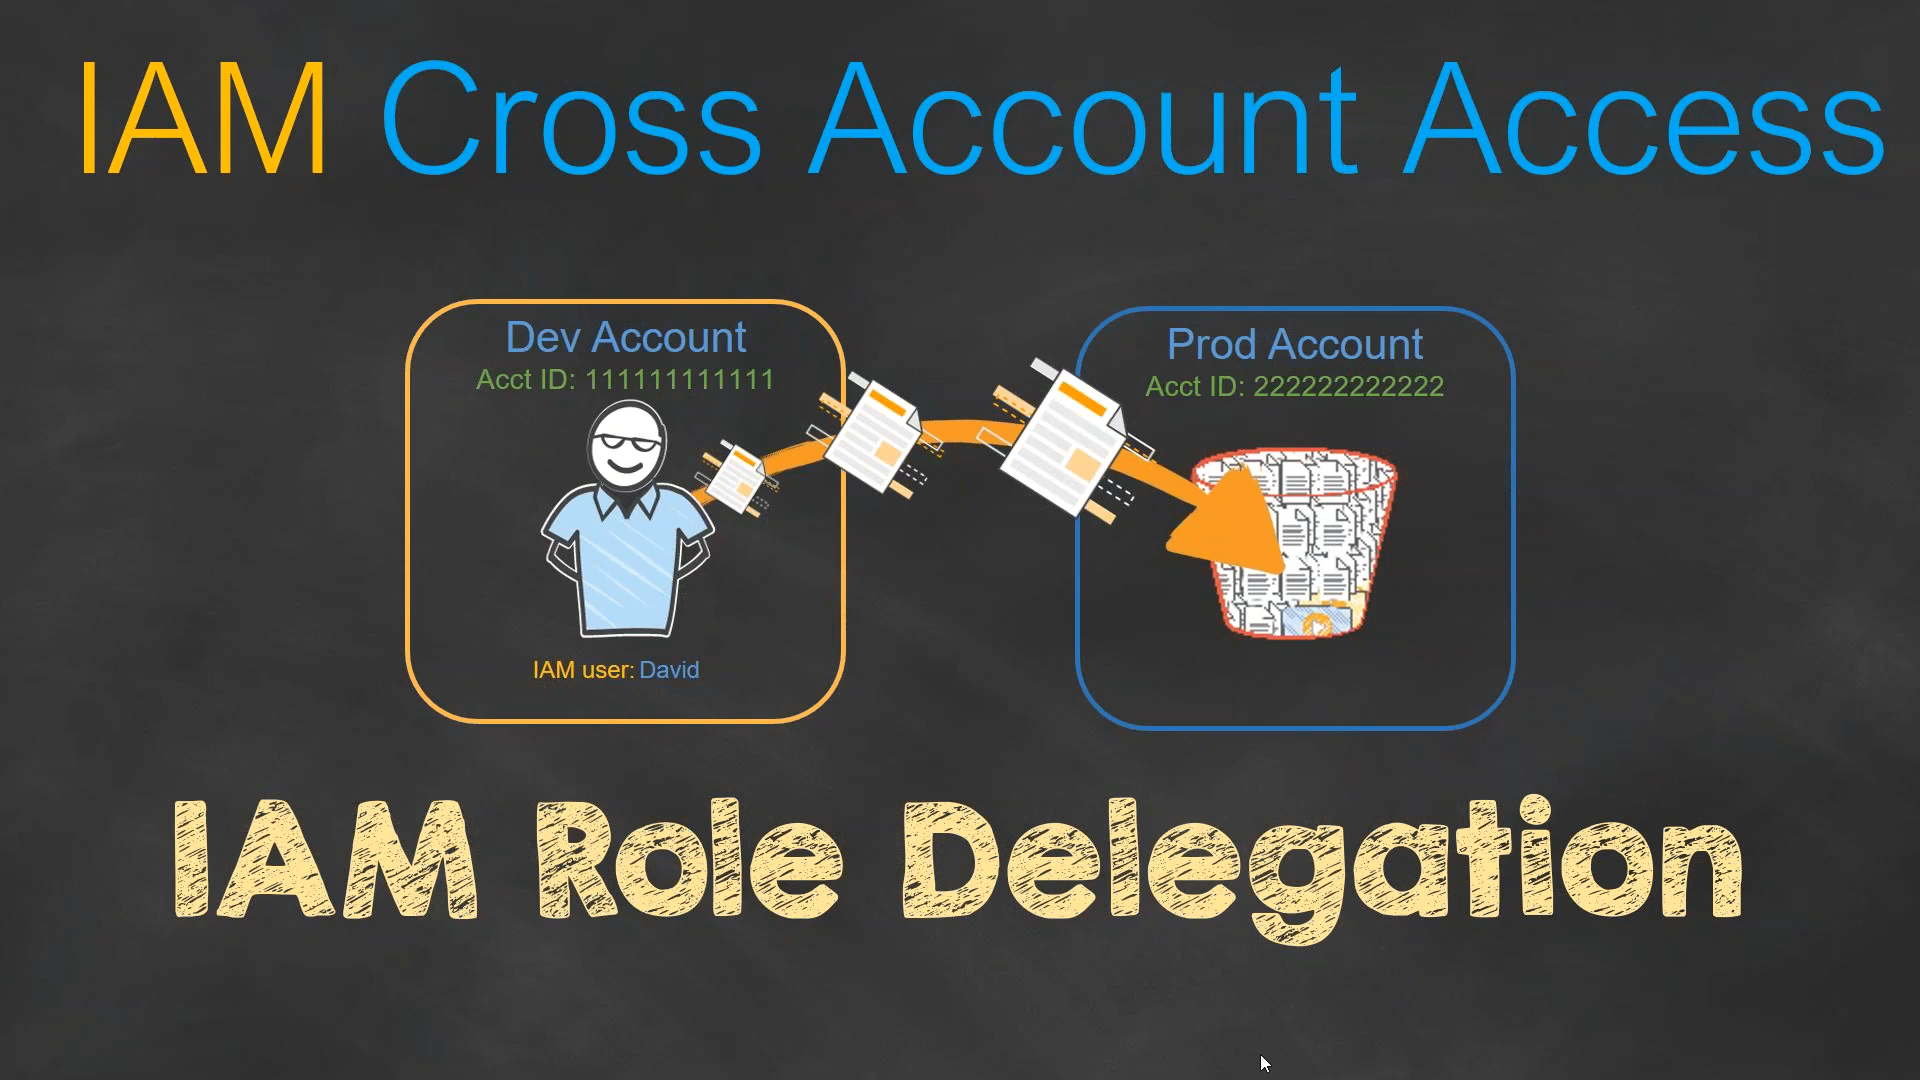 IAM Cross Account Access
Dev Account
Acct ID: 111111111111
IAM user: David
Prod Account
Acct ID: 222222222222
IAM Role Delegation